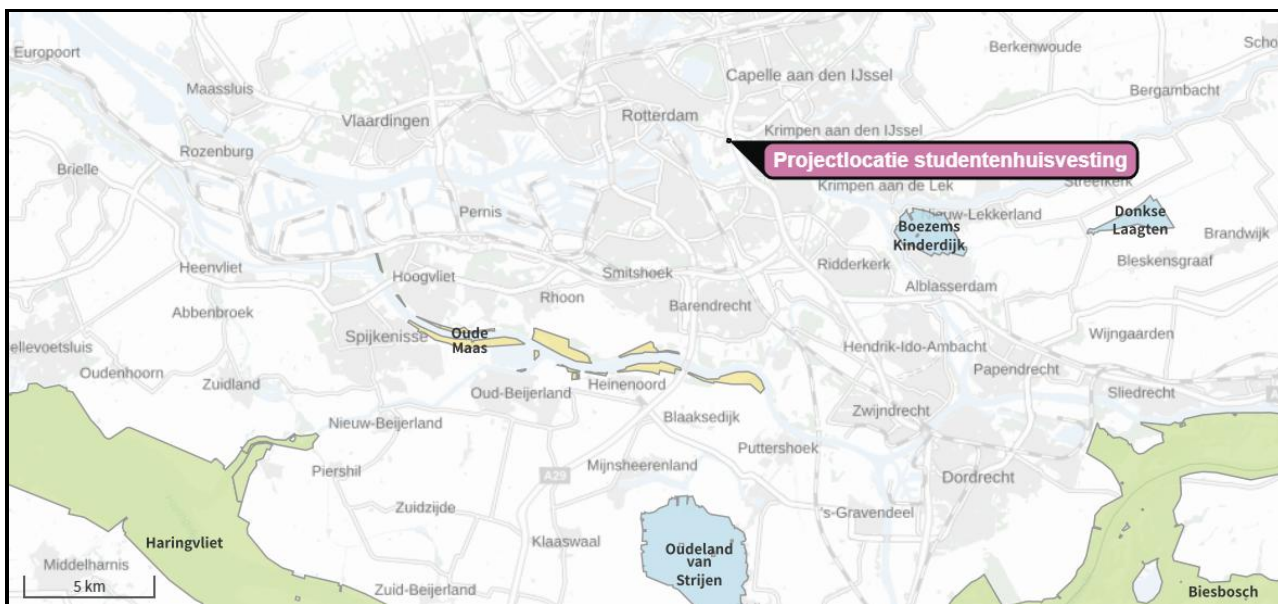 Europoort
Berkenwoude
Scho
Maassluis
Capelle aan den IJssel
Bergambacht
Vlaardingen
Rotterdam
Krimpen aan den IJssel
Rozenburg
Brielle
Projectlocatie studentenhuisvesting
Krimpen aan de Lek
Streefkerk
Pernis
Nieuw-Lekkerland
Donkse
Laagten
Boezems
Kinderdijk
Brandwijk
Heenvliet
Hoogvliet
Smitshoek
Ridderkerk
Bleskensgraaf
Rhoon
Barendrecht
Alblasserdam
Abbenbroek
Spijkenisse
Oude
Maas
Wijngaarden
ellevoetsluis
Hendrik-Ido-Ambacht
Oudenhoorn
Zuidland
Oud-Beijerland
Heinenoord
Papendrecht
Sliedrecht
A
Nieuw-Beijerland
Blaaksedijk
Zwijndrecht
Puttershoek
Piershil
A29
Mijnsheerenland
Dordrecht
Zuidzijde
's-Gravendeel
Haringvliet
Klaaswaal
Oudeland
van
Strijen
Middelharnis
5 km
Zuid-Beijerland
Biesbosch